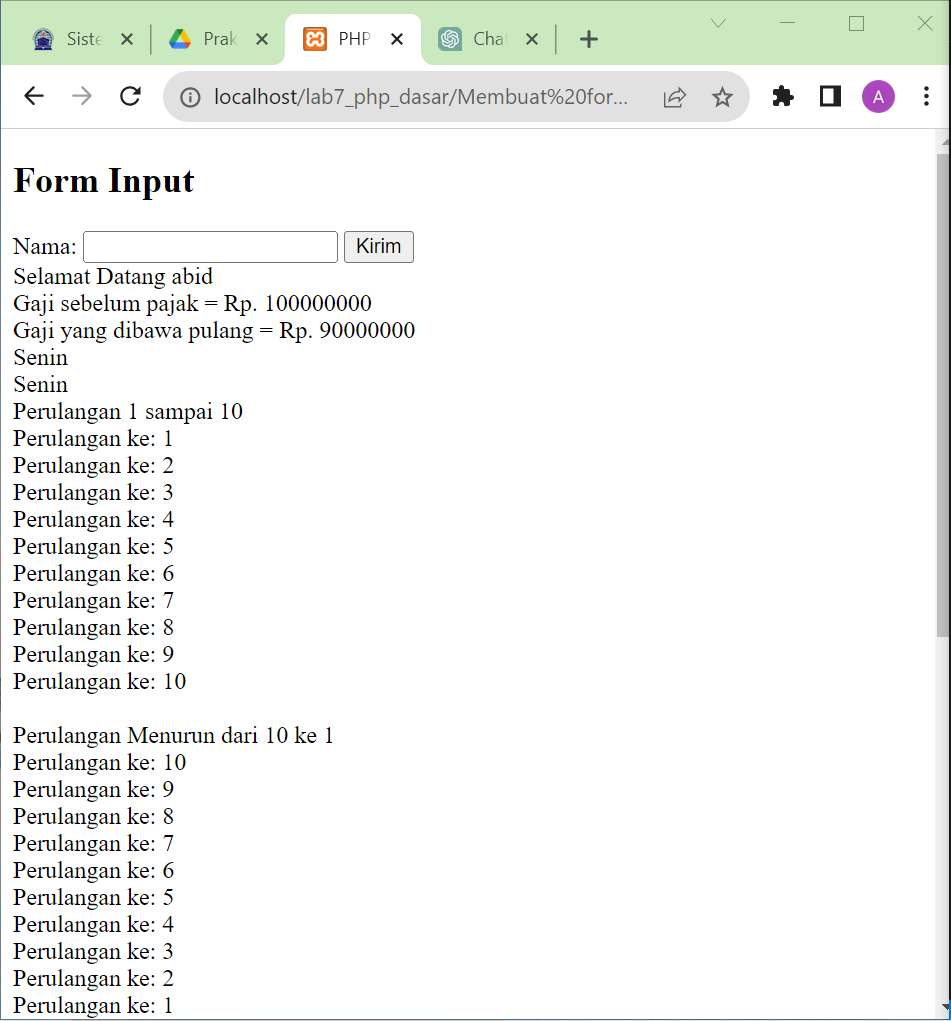 Siste
Prak
PHP
Cha
localhost/lab7_php_dasar/Membuat%20for...
A
Form Input
Nama:
Kirim
Selamat Datang abid
Gaji sebelum pajak = Rp. 100000000
Gaji yang dibawa pulang = Rp. 90000000
Senin
Senin
Perulangan 1 sampai 10
Perulangan ke: 1
Perulangan ke: 2
Perulangan ke: 3
Perulangan ke: 4
Perulangan ke: 5
Perulangan ke: 6
Perulangan ke: 7
Perulangan ke: 8
Perulangan ke: 9
Perulangan ke: 10
Perulangan Menurun dari 10 ke 1
Perulangan ke: 10
Perulangan ke: 9
Perulangan ke: 8
Perulangan ke: 7
Perulangan ke: 6
Perulangan ke: 5
Perulangan ke: 4
Perulangan ke: 3
Perulangan ke: 2
Perulangan ke: 1